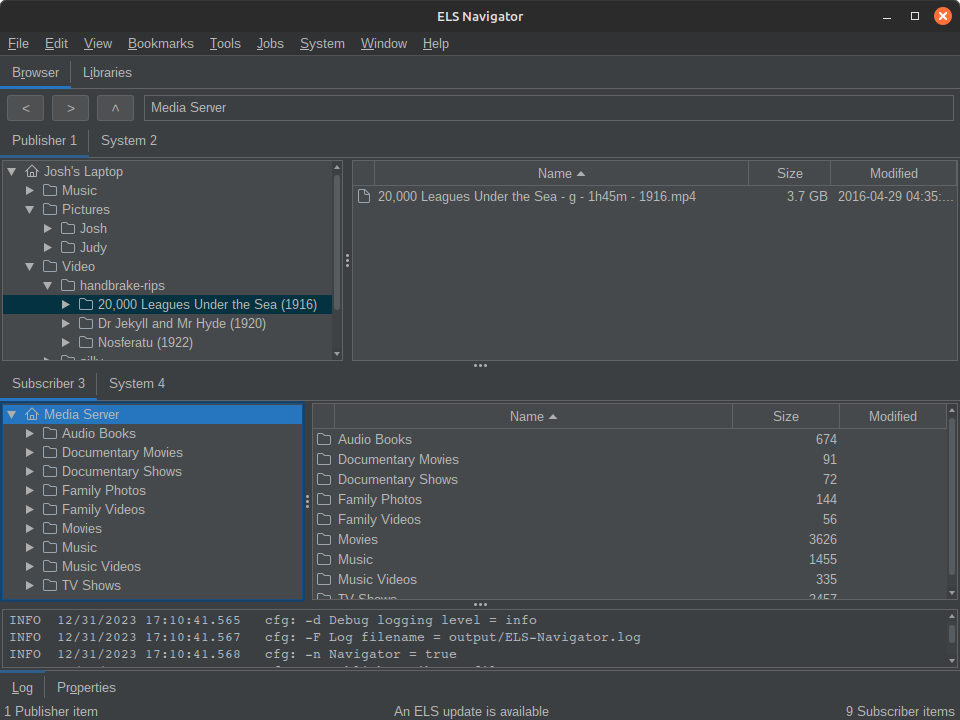 ELS Navigator
File Edit View Bookmarks Tools Jobs System Window Help
Browser Libraries
< > ^ Media Server
Publisher 1 System 2
Josh's Laptop
Music
Pictures
Josh
Judy
Video
handbrake-rips
20,000 Leagues Under the Sea (1916)
Dr Jekyll and Mr Hyde (1920)
Nosferatu (1922)
Name Size Modified
20,000 Leagues Under the Sea - g - 1h45m - 1916.mp4 3.7 GB 2016-04-29 04:35:...
Subscriber 3 System 4
Media Server
Audio Books
Documentary Movies
Documentary Shows
Family Photos
Family Videos
Movies
Music
Music Videos
TV Shows
Name Size Modified
Audio Books 674
Documentary Movies 91
Documentary Shows 72
Family Photos 144
Family Videos 56
Movies 3626
Music 1455
Music Videos 335
TV Shows 2457
INFO 12/31/2023 17:10:41.565 cfg: -d Debug logging level = info
INFO 12/31/2023 17:10:41.567 cfg: -F Log filename = output/ELS-Navigator.log
INFO 12/31/2023 17:10:41.568 cfg: -n Navigator = true
Log Properties
1 Publisher item An ELS update is available 9 Subscriber items